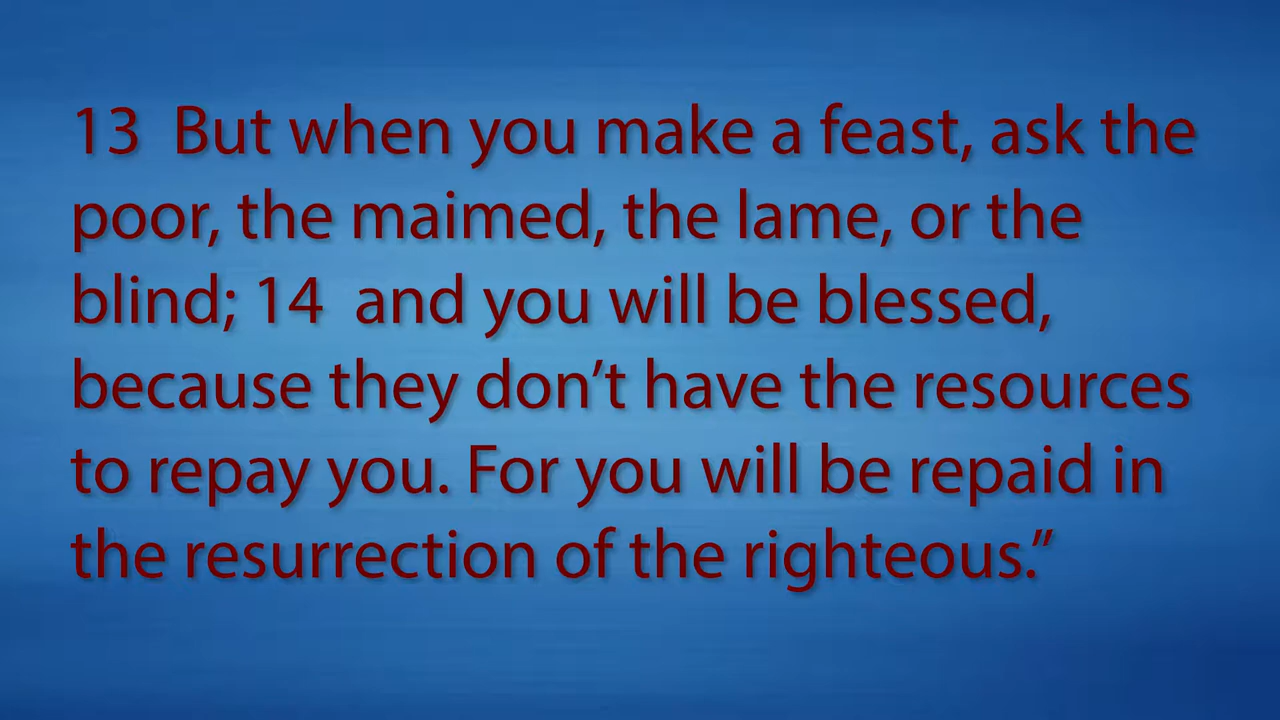 13  But when you make a feast, ask the
poor, the maimed, the lame, or the
blind; 14  and you will be blessed,
because they don’t have the resources
to repay you. For you will be repaid in
the resurrection of the righteous.”